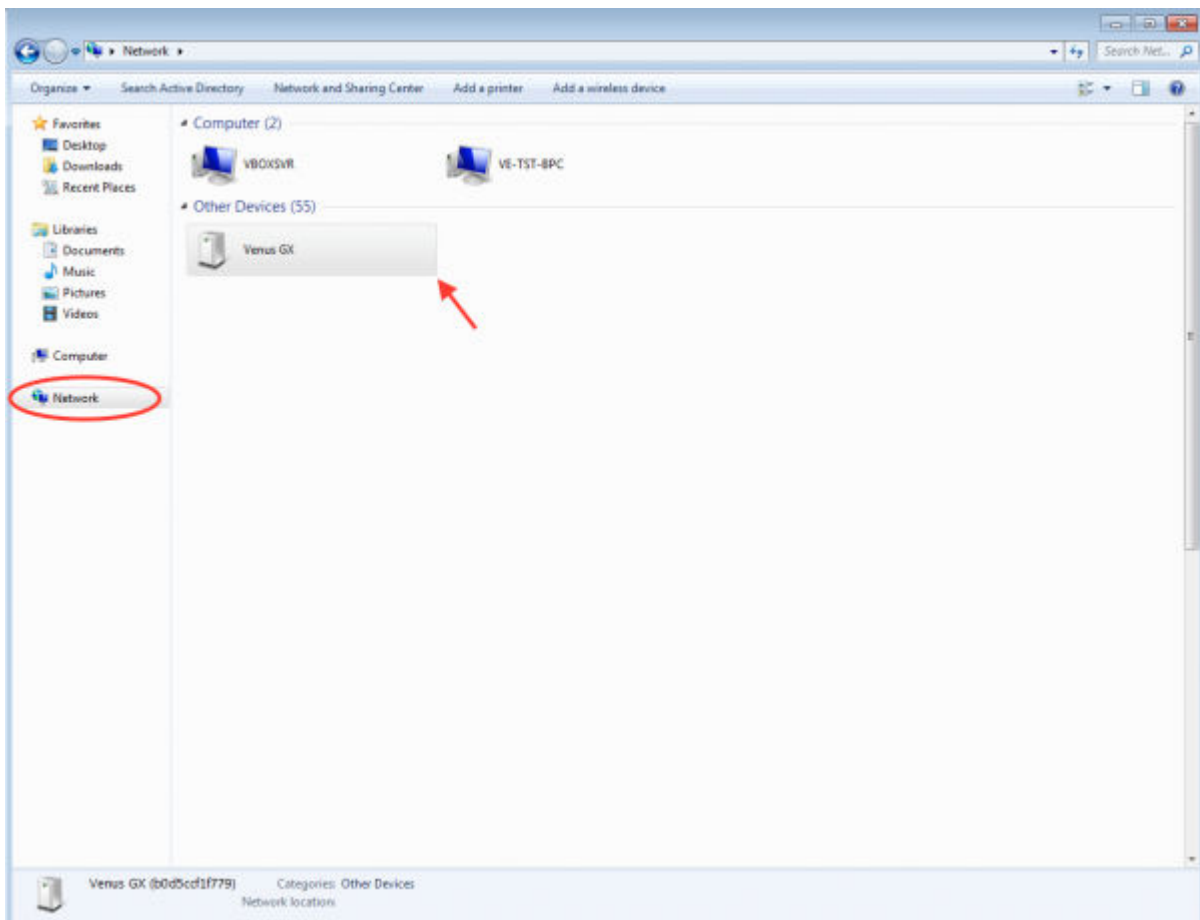 Network
Search Net...
Organize Search Active Directory Network and Sharing Center Add a printer Add a wireless device
Favorites
Desktop
Downloads
Recent Places
Libraries
Documents
Music
Pictures
Videos
Computer
Network
Computer (2)
VBOXSVR VE-TST-8PC
Other Devices (55)
Venus GX
Venus GX (b0d5ccf1f779) Categories: Other Devices
Network location: